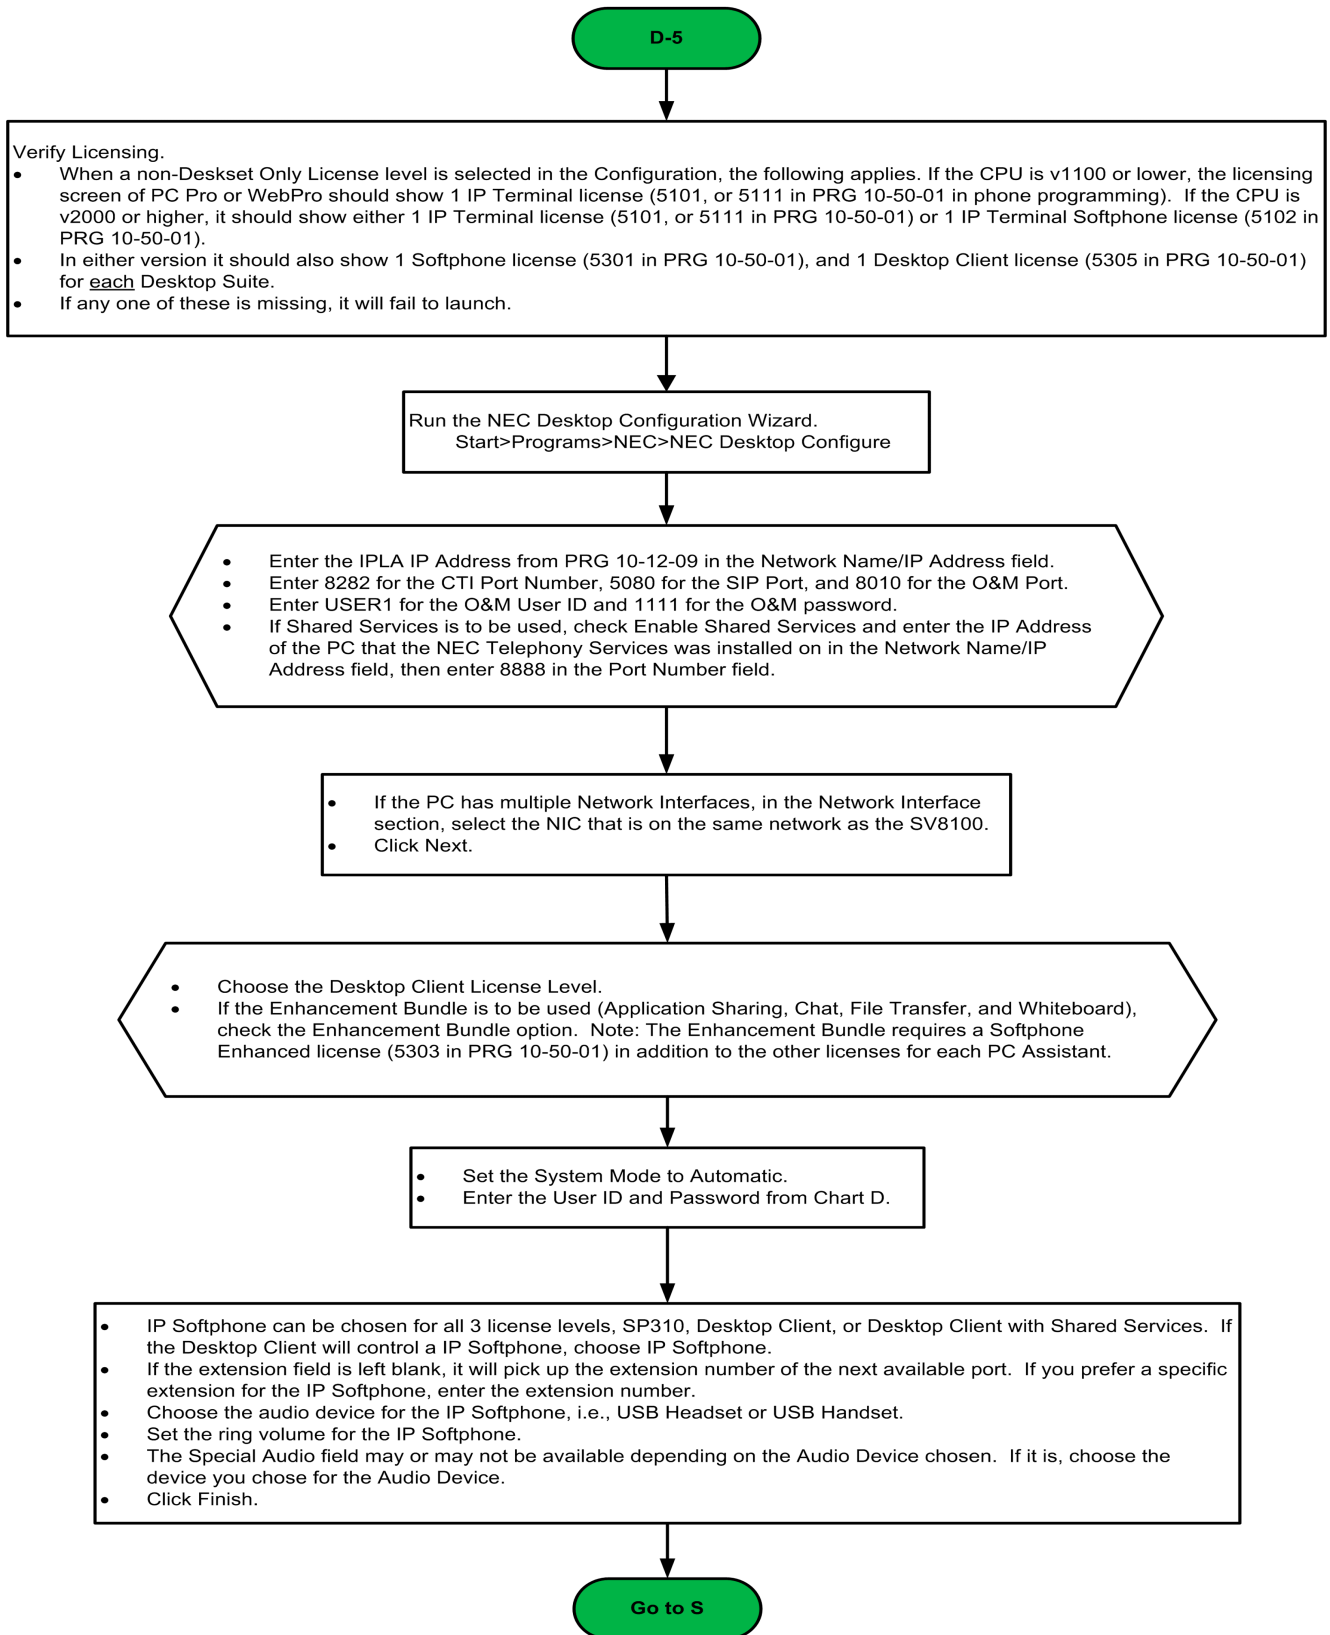 D-5
Verify Licensing.
• When a non-Deskset Only License level is selected in the Configuration, the following applies. If the CPU is v1100 or lower, the licensing
screen of PC Pro or WebPro should show 1 IP Terminal license (5101, or 5111 in PRG 10-50-01 in phone programming).  If the CPU is
v2000 or higher, it should show either 1 IP Terminal license (5101, or 5111 in PRG 10-50-01) or 1 IP Terminal Softphone license (5102 in
PRG 10-50-01).
• In either version it should also show 1 Softphone license (5301 in PRG 10-50-01), and 1 Desktop Client license (5305 in PRG 10-50-01)
for each Desktop Suite.
• If any one of these is missing, it will fail to launch.
Run the NEC Desktop Configuration Wizard.
Start>Programs>NEC>NEC Desktop Configure
• Enter the IPLA IP Address from PRG 10-12-09 in the Network Name/IP Address field.
• Enter 8282 for the CTI Port Number, 5080 for the SIP Port, and 8010 for the O&M Port.
• Enter USER1 for the O&M User ID and 1111 for the O&M password.
• If Shared Services is to be used, check Enable Shared Services and enter the IP Address
of the PC that the NEC Telephony Services was installed on in the Network Name/IP
Address field, then enter 8888 in the Port Number field.
• If the PC has multiple Network Interfaces, in the Network Interface
section, select the NIC that is on the same network as the SV8100.
• Click Next.
• Choose the Desktop Client License Level.
• If the Enhancement Bundle is to be used (Application Sharing, Chat, File Transfer, and Whiteboard),
check the Enhancement Bundle option.  Note: The Enhancement Bundle requires a Softphone
Enhanced license (5303 in PRG 10-50-01) in addition to the other licenses for each PC Assistant.
• Set the System Mode to Automatic.
• Enter the User ID and Password from Chart D.
• IP Softphone can be chosen for all 3 license levels, SP310, Desktop Client, or Desktop Client with Shared Services.  If
the Desktop Client will control a IP Softphone, choose IP Softphone.
• If the extension field is left blank, it will pick up the extension number of the next available port.  If you prefer a specific
extension for the IP Softphone, enter the extension number.
• Choose the audio device for the IP Softphone, i.e., USB Headset or USB Handset.
• Set the ring volume for the IP Softphone.
• The Special Audio field may or may not be available depending on the Audio Device chosen.  If it is, choose the
device you chose for the Audio Device.
• Click Finish.
Go to S